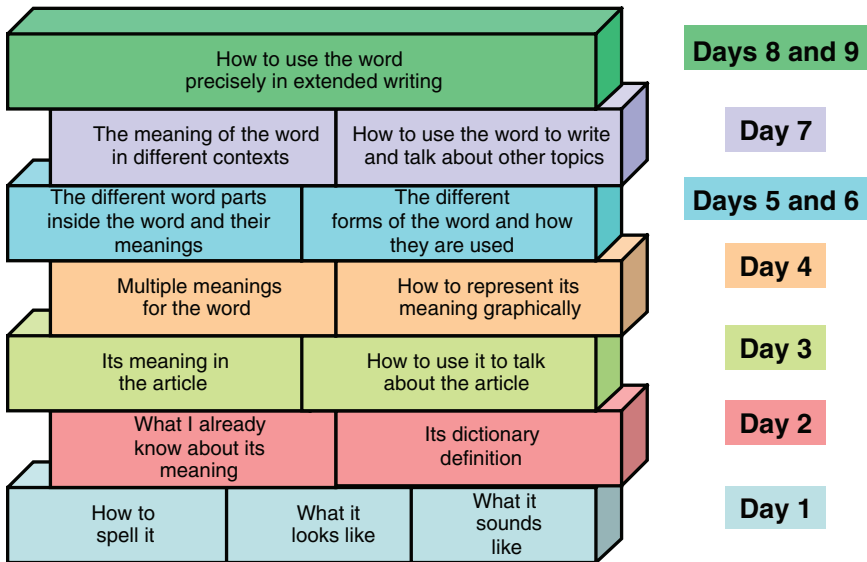 How to use the word
precisely in extended writing
Days 8 and 9
The meaning of the word
in different contexts
How to use the word to write
and talk about other topics
Day 7
The different word parts
inside the word and their
meanings
The different
forms of the word and how
they are used
Days 5 and 6
Multiple meanings
for the word
How to represent its
meaning graphically
Day 4
Its meaning in
the article
How to use it to talk
about the article
Day 3
What I already
know about its
meaning
Its dictionary
definition
Day 2
How to
spell it
What it
looks like
What it
sounds
like
Day 1